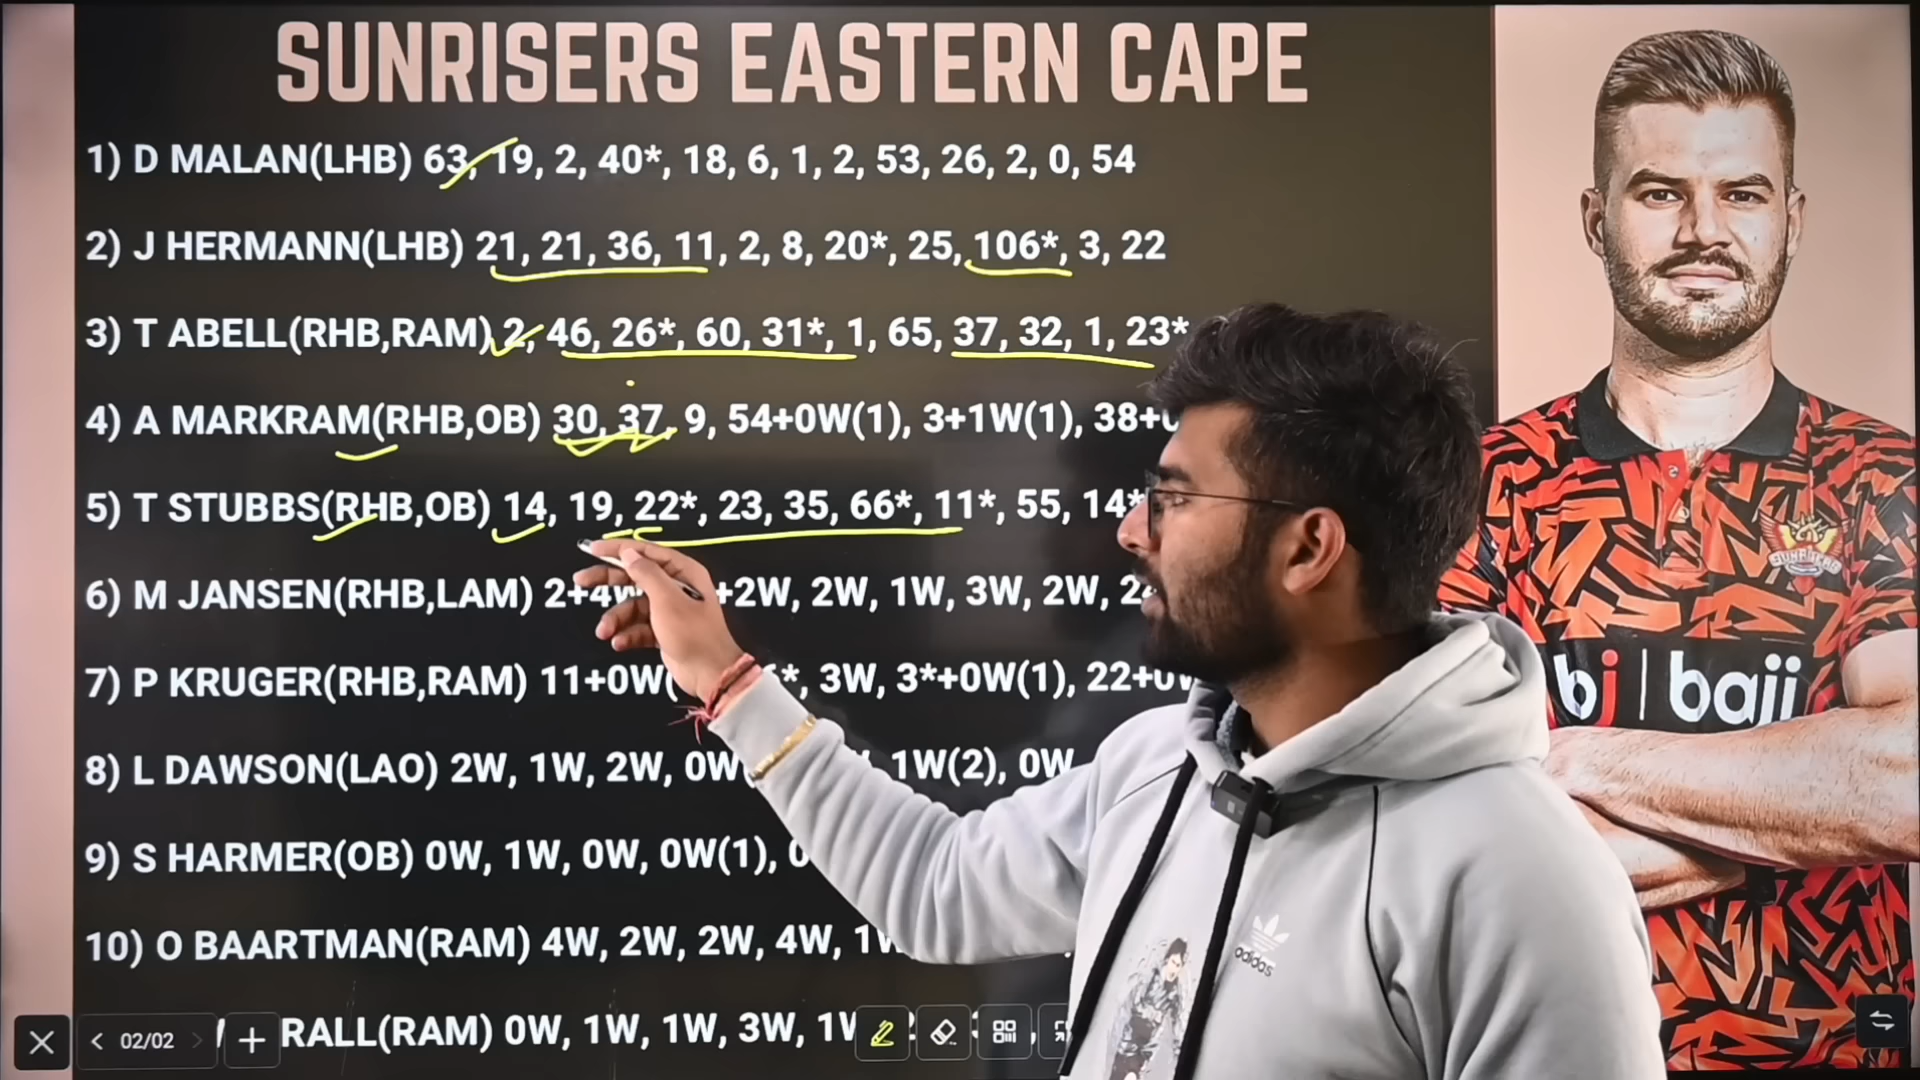 SUNRISERS EASTERN CAPE
1) D MALAN(LHB) 63, 19, 2, 40*, 18, 6, 1, 2, 53, 26, 2, 0, 54
2) J HERMANN(LHB) 21, 21, 36, 11, 2, 8, 20*, 25, 106*, 3, 22
3) T ABELL(RHB,RAM) 2, 46, 26*, 60, 31*, 1, 65, 37, 32, 1, 23*
4) A MARKRAM(RHB,OB) 30, 37, 9, 54+0W(1), 3+1W(1), 38+
5) T STUBBS(RHB,OB) 14, 19, 22*, 23, 35, 66*, 11*, 55, 14*
6) M JANSEN(RHB,LAM) 2+4W +2W, 2W, 1W, 3W, 2W,
7) P KRUGER(RHB,RAM) 11+0W( *, 3W, 3*+0W(1), 22+
8) L DAWSON(LAO) 2W, 1W, 2W, 0W 1W(2), 0W
9) S HARMER(OB) 0W, 1W, 0W, 0W(1),
10) O BAARTMAN(RAM) 4W, 2W, 2W, 4W,
RALL(RAM) 0W, 1W, 1W, 3W,
02/02
SUNRISERS
bj | baji
adidas